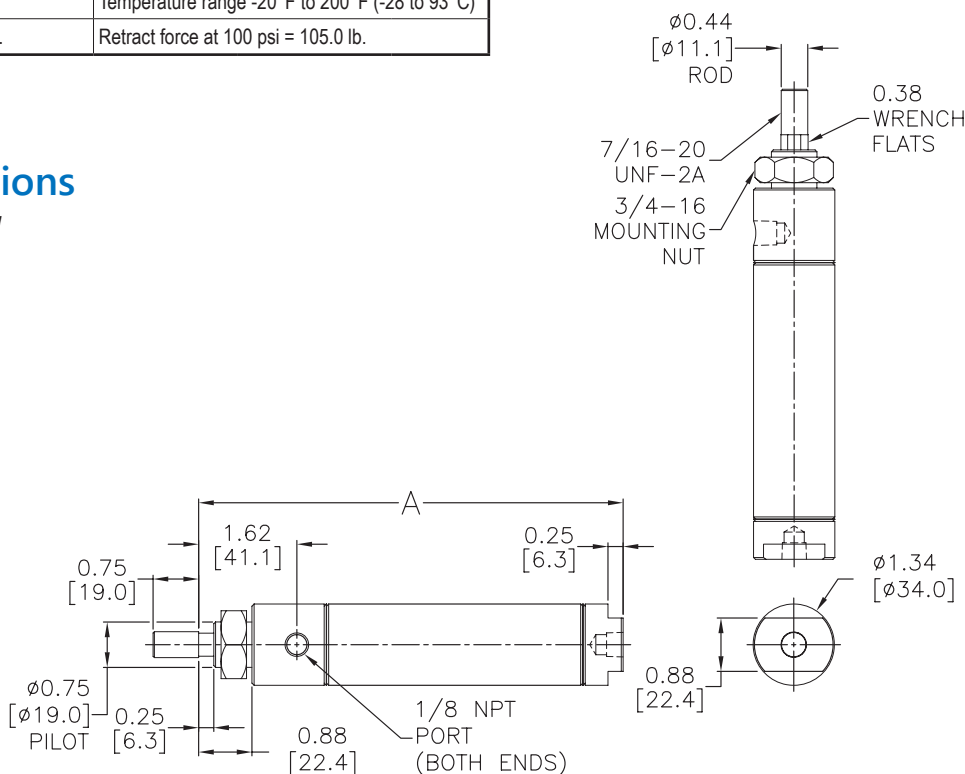 Temperature range -20°F to 200°F (-28 to 93°C)
Retract force at 100 psi = 105.0 lb.
ions
ø0.44
[ø11.1]
ROD
0.38
WRENCH
FLATS
7/16-20
UNF-2A
3/4-16
MOUNTING
NUT
A
1.62
[41.1]
0.25
[6.3]
0.75
[19.0]
ø1.34
[ø34.0]
ø0.75
[ø19.0]
PILOT
0.25
[6.3]
0.88
[22.4]
1/8 NPT
PORT
(BOTH ENDS)
0.88
[22.4]